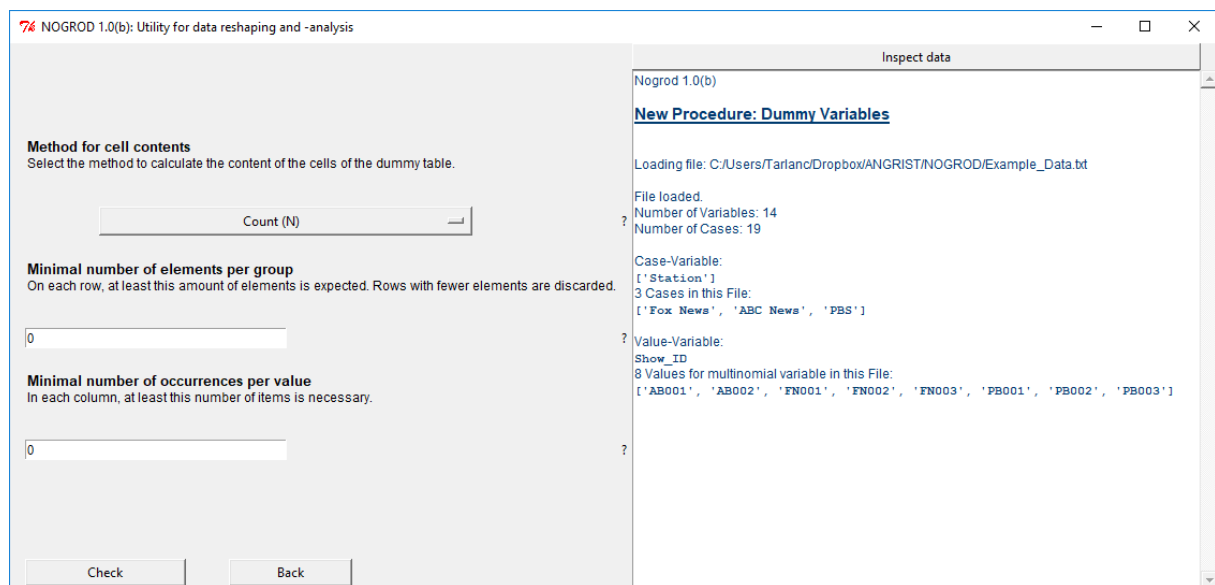 NOGROD 1.0(b): Utility for data reshaping and -analysis
Method for cell contents
Select the method to calculate the content of the cells of the dummy table.
Count (N)
?
Minimal number of elements per group
On each row, at least this amount of elements is expected. Rows with fewer elements are discarded.
0
?
Minimal number of occurrences per value
In each column, at least this number of items is necessary.
0
?
Check
Back
Inspect data
Nogrod 1.0(b)
New Procedure: Dummy Variables
Loading file: C:/Users/Tarlanc/Dropbox/ANGRIST/NOGROD/Example_Data.txt
File loaded.
Number of Variables: 14
Number of Cases: 19
Case-Variable:
['Station']
3 Cases in this File:
['Fox News', 'ABC News', 'PBS']
Value-Variable:
Show_ID
8 Values for multinomial variable in this File:
['AB001', 'AB002', 'FN001', 'FN002', 'FN003', 'PB001', 'PB002', 'PB003']